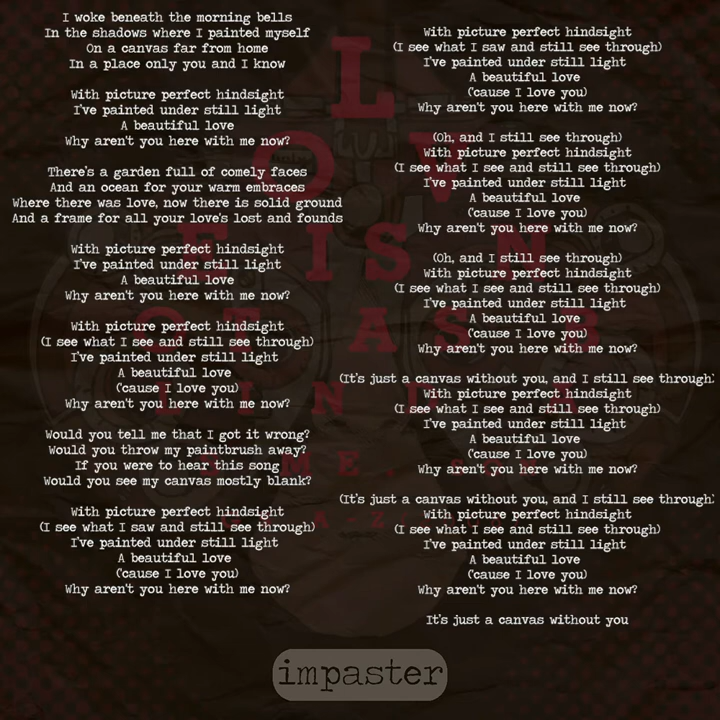 I woke beneath the morning bells
In the shadows where I painted myself
On a canvas far from home
In a place only you and I know
With picture perfect hindsight
I've painted under still light
A beautiful love
Why aren't you here with me now?
There's a garden full of comely faces
And an ocean for your warm embraces
Where there was love, now there is solid ground
And a frame for all your love's lost and founds
With picture perfect hindsight
I've painted under still light
A beautiful love
Why aren't you here with me now?
With picture perfect hindsight
(I see what I see and still see through)
I've painted under still light
A beautiful love
('cause I love you)
Why aren't you here with me now?
Would you tell me that I got it wrong?
Would you throw my paintbrush away?
If you were to hear this song
Would you see my canvas mostly blank?
With picture perfect hindsight
(I see what I saw and still see through)
I've painted under still light
A beautiful love
('cause I love you)
Why aren't you here with me now?
With picture perfect hindsight
(I see what I saw and still see through)
I've painted under still light
A beautiful love
('cause I love you)
Why aren't you here with me now?
(Oh, and I still see through)
With picture perfect hindsight
(I see what I see and still see through)
I've painted under still light
A beautiful love
('cause I love you)
Why aren't you here with me now?
(Oh, and I still see through)
With picture perfect hindsight
(I see what I see and still see through)
I've painted under still light
A beautiful love
('cause I love you)
Why aren't you here with me now?
(It's just a canvas without you, and I still see through)
With picture perfect hindsight
(I see what I see and still see through)
I've painted under still light
A beautiful love
('cause I love you)
Why aren't you here with me now?
(It's just a canvas without you, and I still see through)
With picture perfect hindsight
(I see what I see and still see through)
I've painted under still light
A beautiful love
('cause I love you)
Why aren't you here with me now?
It's just a canvas without you
L
O V
E IS N
OT AS B
impaster